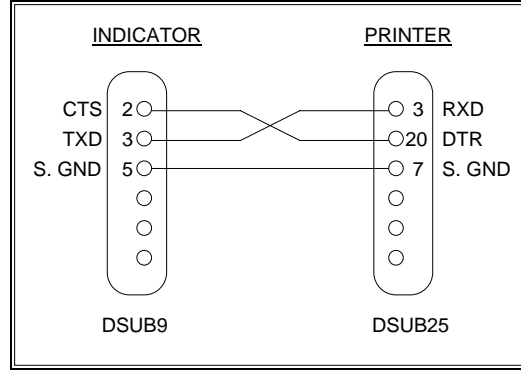 INDICATOR PRINTER
CTS 2 3 RXD
TXD 3 20 DTR
S. GND 5 7 S. GND
DSUB9 DSUB25